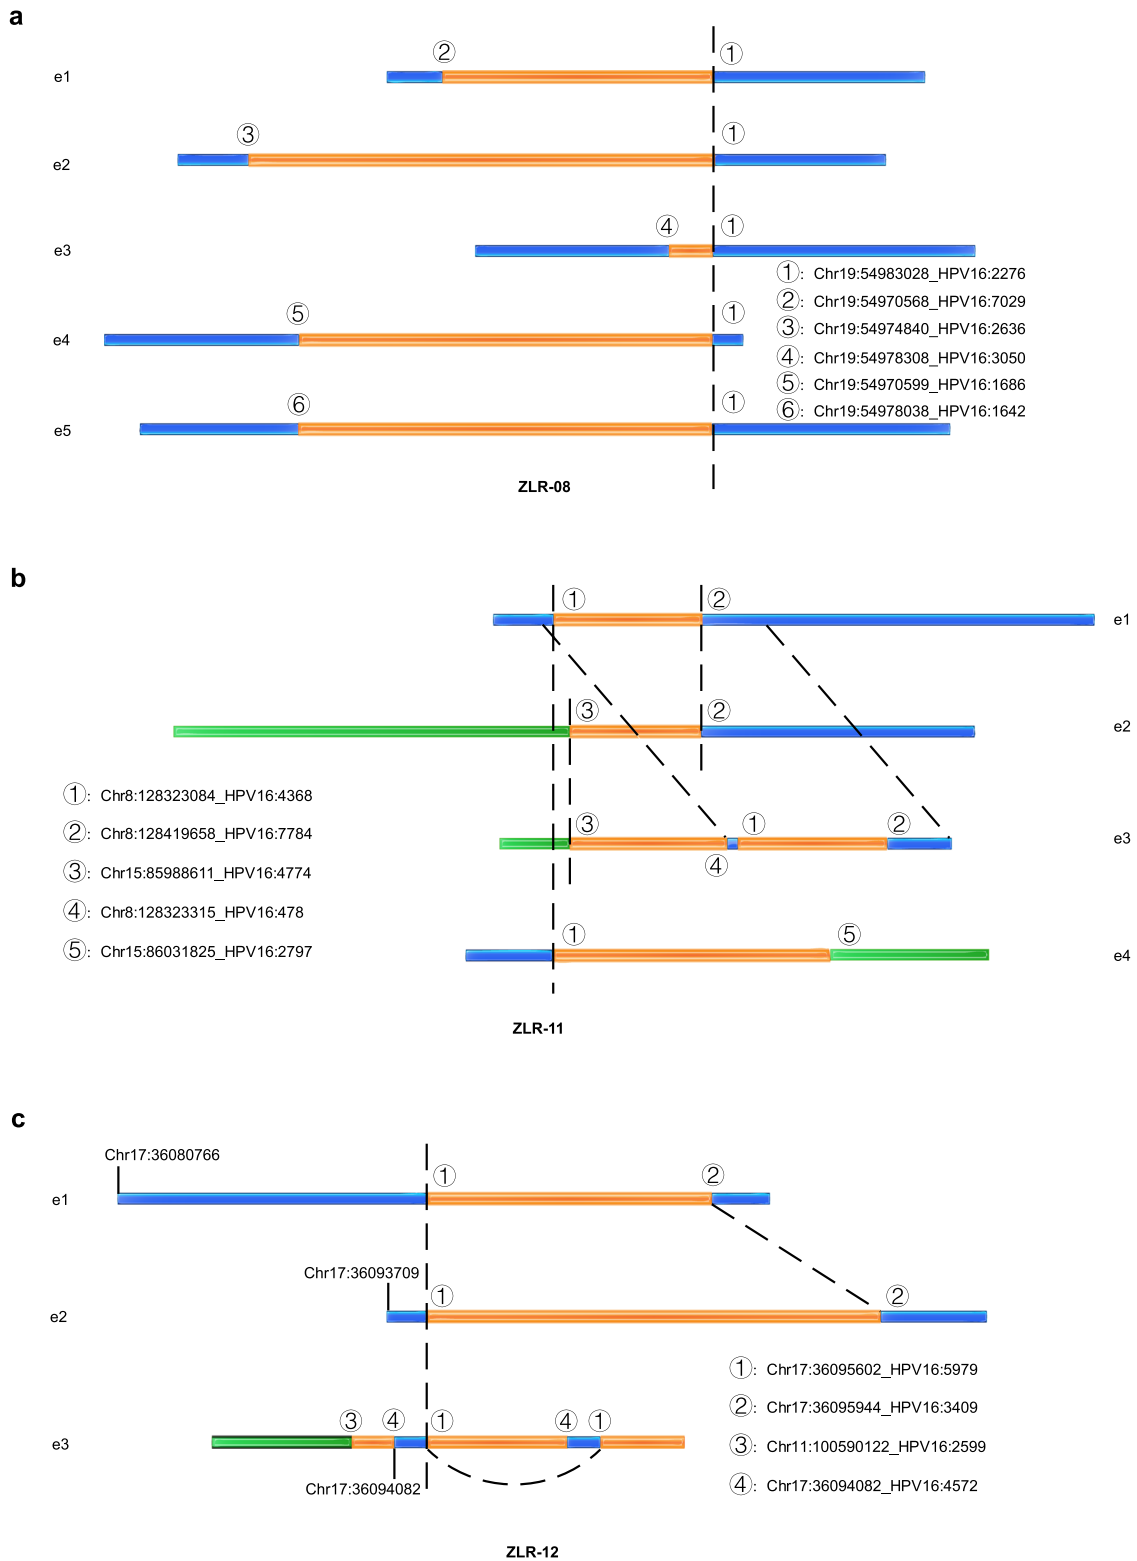 a
② ①
e1
③ ①
e2
④ ①
e3
①: Chr19:54983028_HPV16:2276
②: Chr19:54970568_HPV16:7029
⑤ ①
③: Chr19:54974840_HPV16:2636
e4
④: Chr19:54978308_HPV16:3050
⑤: Chr19:54970599_HPV16:1686
⑥ ①
⑥: Chr19:54978038_HPV16:1642
e5
ZLR-08
b
① ②
e1
③ ②
e2
①: Chr8:128323084_HPV16:4368
②: Chr8:128419658_HPV16:7784
③: Chr15:85988611_HPV16:4774
④: Chr8:128323315_HPV16:478
⑤: Chr15:86031825_HPV16:2797
③ ① ②
e3
④
① ⑤
e4
ZLR-11
c
Chr17:36080766
① ②
e1
Chr17:36093709
① ②
e2
①: Chr17:36095602_HPV16:5979
②: Chr17:36095944_HPV16:3409
③: Chr11:100590122_HPV16:2599
④: Chr17:36094082_HPV16:4572
③ ④ ① ④ ①
e3
Chr17:36094082
ZLR-12